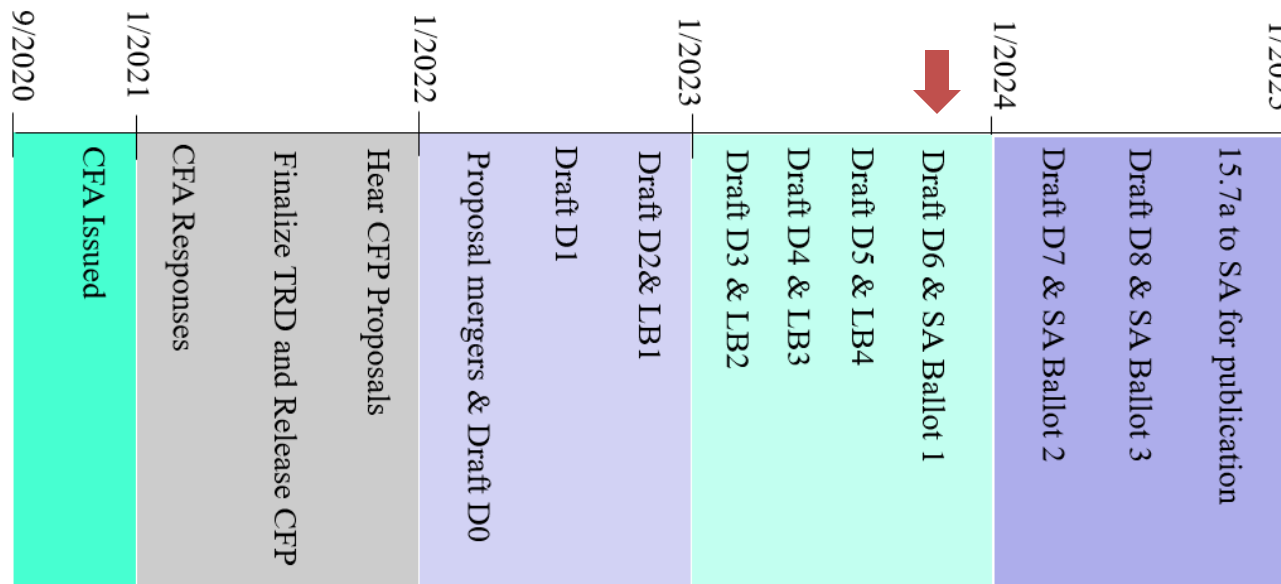 9/2020
1/2021
1/2022
1/2023
1/2024
1/2025
CFA Issued
CFA Responses
Finalize TRD and Release CFP
Hear CFP Proposals
Proposal mergers & Draft D0
Draft D1
Draft D2& LB1
Draft D3 & LB2
Draft D4 & LB3
Draft D5 & LB4
Draft D6 & SA Ballot 1
Draft D7 & SA Ballot 2
Draft D8 & SA Ballot 3
15.7a to SA for publication